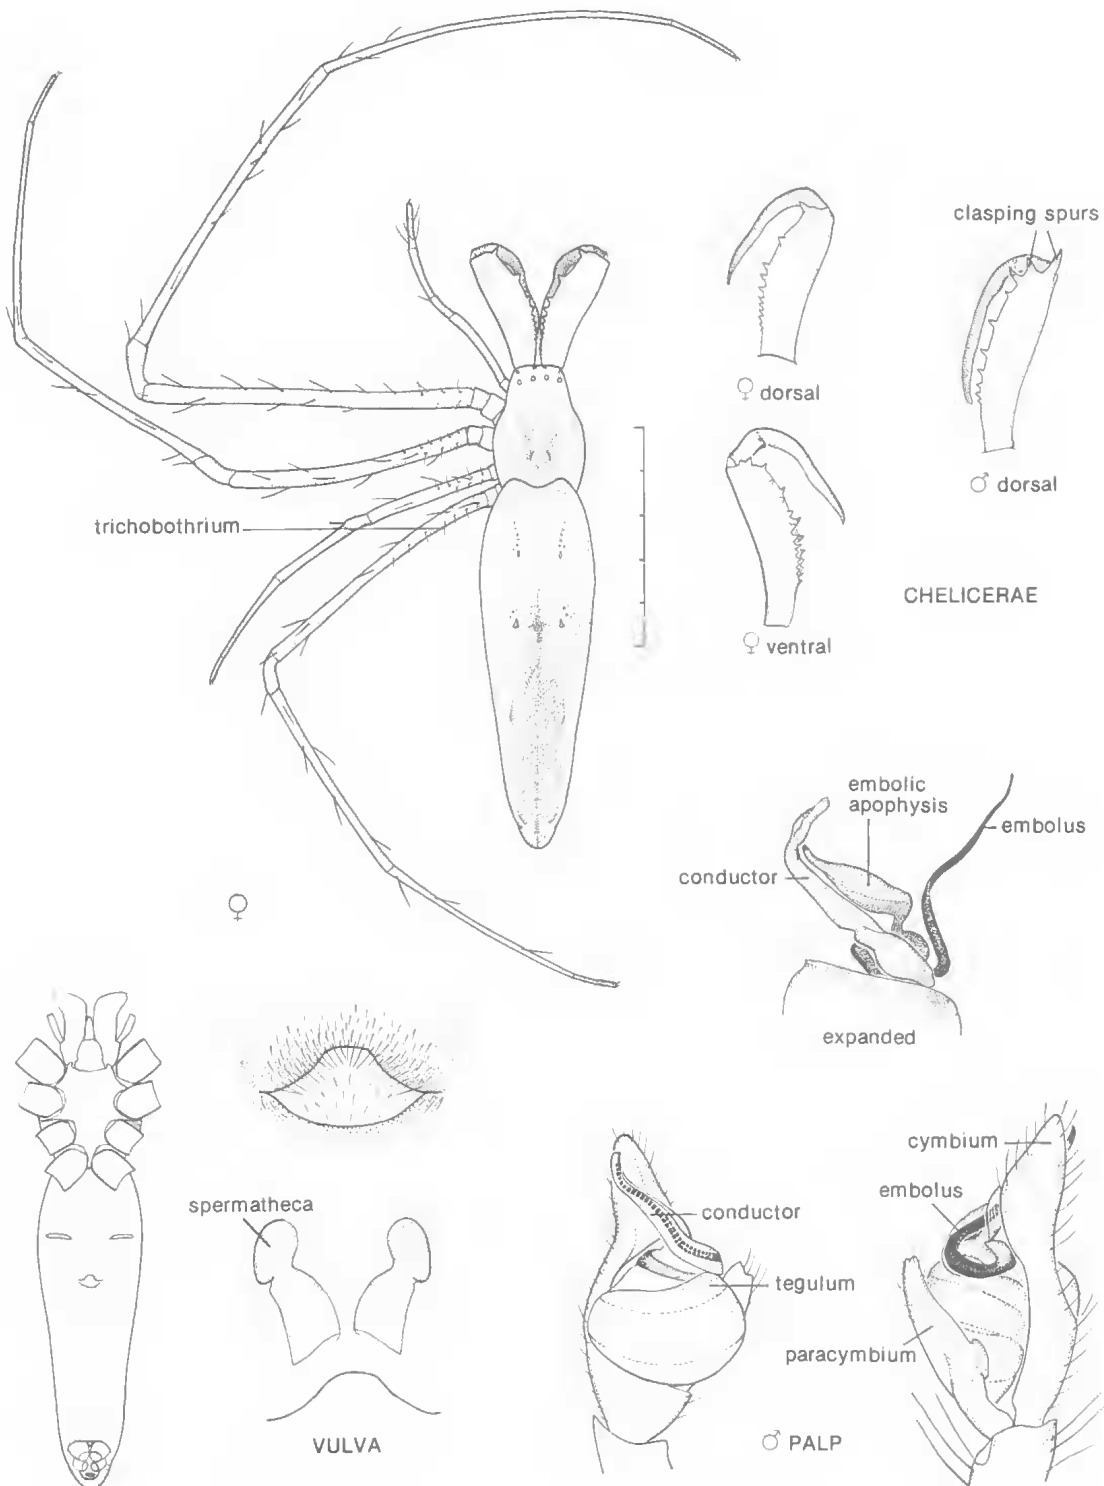 clasping spurs
♀ dorsal
♂ dorsal
trichobothrium
CHELICERAE
♀ ventral
embolic
apophysis
embolus
conductor
♀
expanded
cymbium
embolus
spermatheca
conductor
tegulum
paracymbium
VULVA
♂ PALP